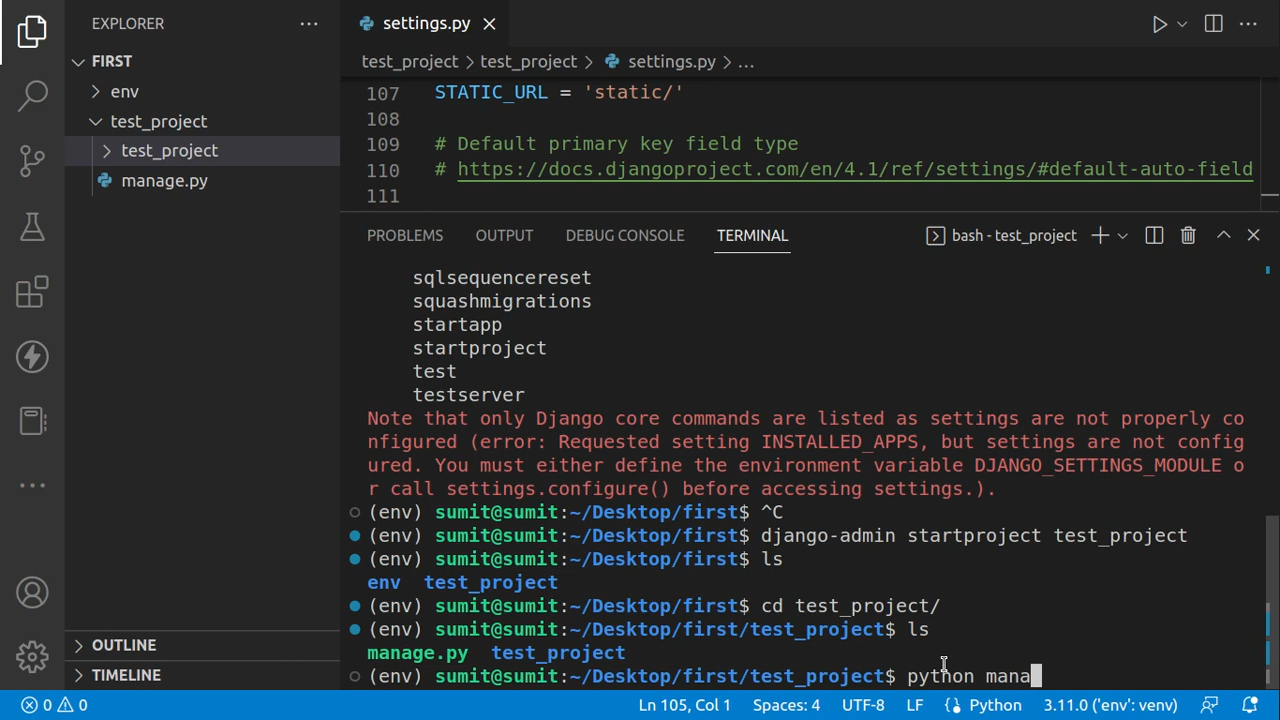 EXPLORER
settings.py
FIRST
test_project > test_project > settings.py > ...
env
107 STATIC_URL = 'static/'
test_project
108
test_project
109 # Default primary key field type
manage.py
110 # https://docs.djangoproject.com/en/4.1/ref/settings/#default-auto-field
111
PROBLEMS OUTPUT DEBUG CONSOLE TERMINAL bash - test_project
sqlsequencereset
squashmigrations
startapp
startproject
test
testserver
Note that only Django core commands are listed as settings are not properly co
nfigured (error: Requested setting INSTALLED_APPS, but settings are not config
ured. You must either define the environment variable DJANGO_SETTINGS_MODULE o
r call settings.configure() before accessing settings.).
(env) sumit@sumit:~/Desktop/first$ ^C
(env) sumit@sumit:~/Desktop/first$ django-admin startproject test_project
(env) sumit@sumit:~/Desktop/first$ ls
env test_project
(env) sumit@sumit:~/Desktop/first$ cd test_project/
(env) sumit@sumit:~/Desktop/first/test_project$ ls
manage.py test_project
(env) sumit@sumit:~/Desktop/first/test_project$ python mana
OUTLINE
TIMELINE
0 0 Ln 105, Col 1 Spaces: 4 UTF-8 LF Python 3.11.0 ('env': venv)